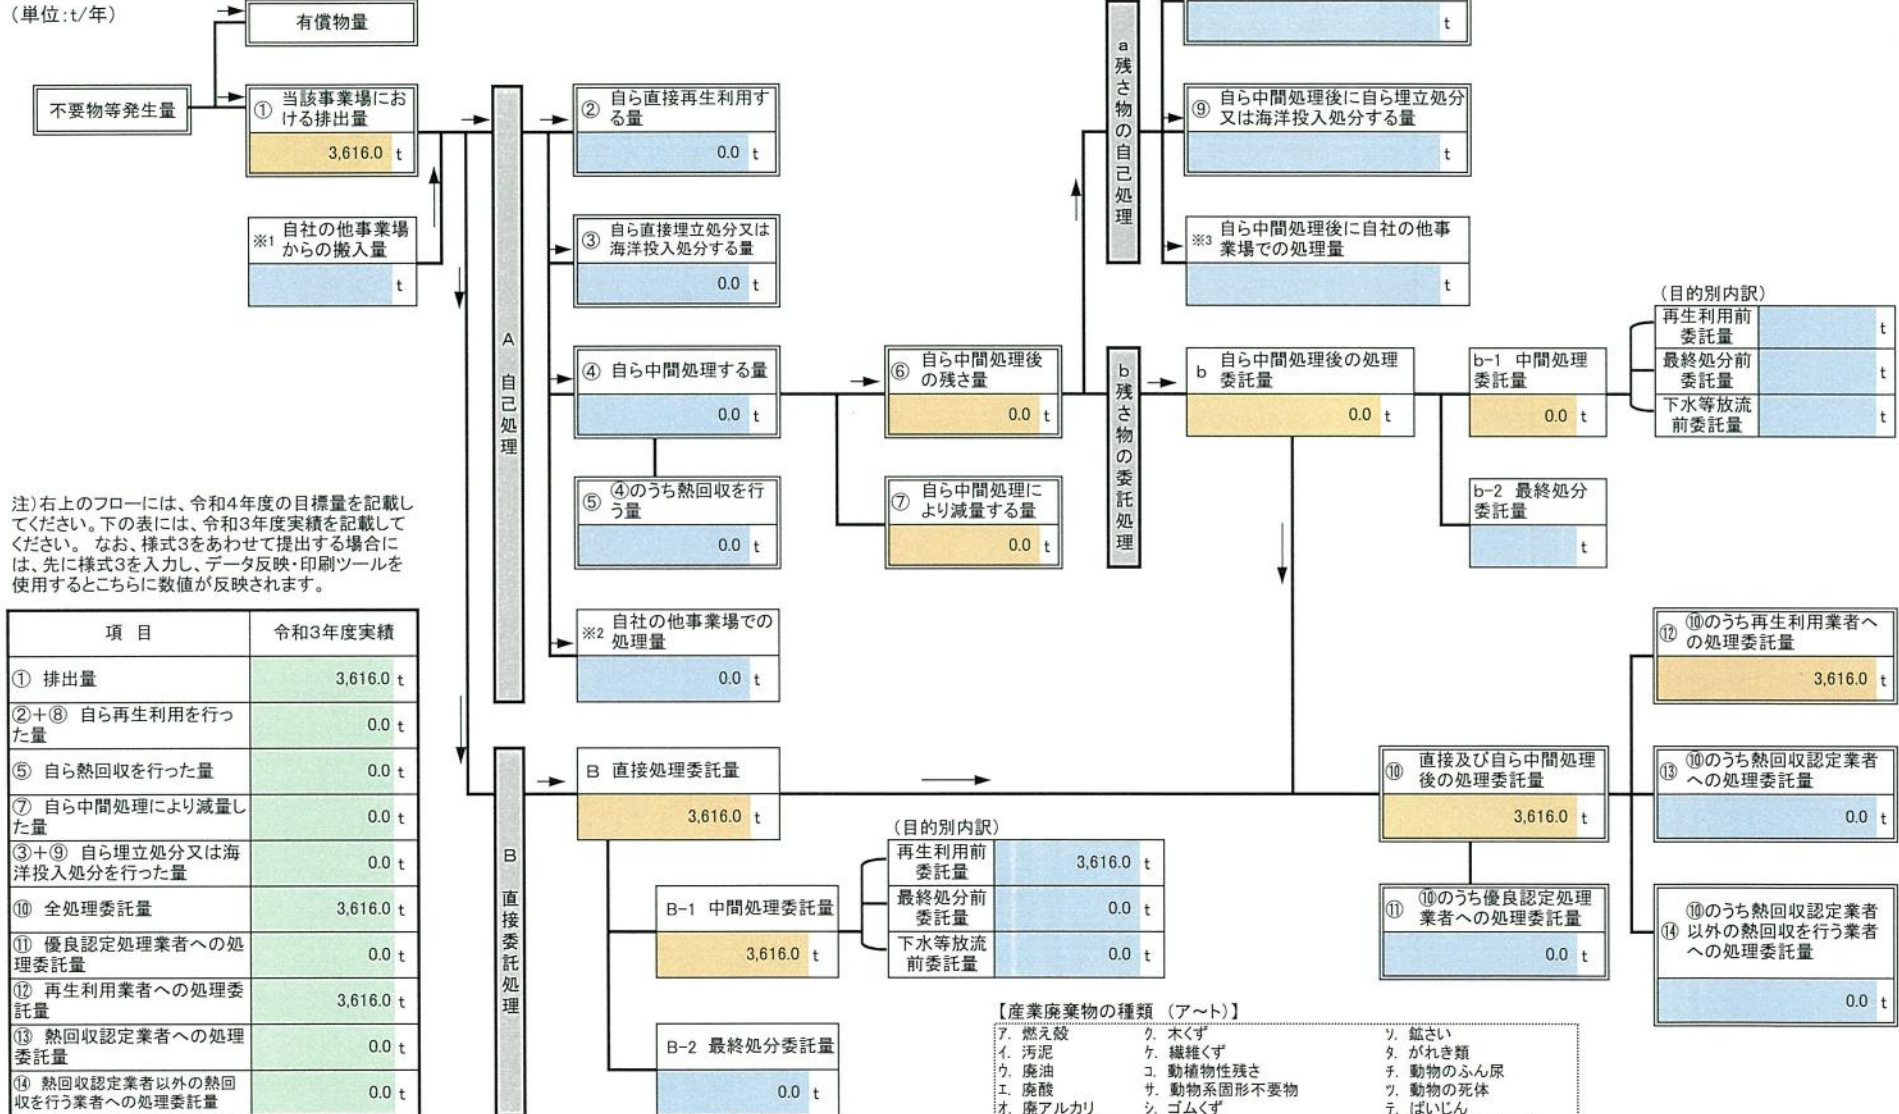 (単位:t/年)
有償物量
不要物等発生量
① 当該事業場にお
ける排出量
3,616.0 t
※1 自社の他事業場
からの搬入量
t
A 自己処理
② 自ら直接再生利用す
る量
0.0 t
③ 自ら直接埋立処分又は
海洋投入処分する量
0.0 t
④ 自ら中間処理する量
0.0 t
⑤ ④のうち熱回収を行
う量
0.0 t
※2 自社の他事業場での
処理量
0.0 t
⑥ 自ら中間処理後
の残さ量
0.0 t
⑦ 自ら中間処理に
より減量する量
0.0 t
a 残さ物の自己処理
t
⑨ 自ら中間処理後に自ら埋立処分
又は海洋投入処分する量
t
※3 自ら中間処理後に自社の他事
業場での処理量
t
b 残さ物の委託処理
b 自ら中間処理後の処理
委託量
0.0 t
b-1 中間処理
委託量
0.0 t
b-2 最終処分
委託量
t
(目的別内訳)
再生利用前
委託量
t
最終処分前
委託量
t
下水等放流
前委託量
t
注)右上のフローには、令和4年度の目標量を記載し
てください。下の表には、令和3年度実績を記載して
ください。 なお、様式3をあわせて提出する場合に
は、先に様式3を入力し、データ反映・印刷ツールを
使用するとこちらに数値が反映されます。
項 目 令和3年度実績
① 排出量 3,616.0 t
②+⑧ 自ら再生利用を行っ
た量 0.0 t
⑤ 自ら熱回収を行った量 0.0 t
⑦ 自ら中間処理により減量し
た量 0.0 t
③+⑨ 自ら埋立処分又は海
洋投入処分を行った量 0.0 t
⑩ 全処理委託量 3,616.0 t
⑪ 優良認定処理業者への処
理委託量 0.0 t
⑫ 再生利用業者への処理委
託量 3,616.0 t
⑬ 熱回収認定業者への処理
委託量 0.0 t
⑭ 熱回収認定業者以外の熱回
収を行う業者への処理委託量 0.0 t
B 直接委託処理
B 直接処理委託量
3,616.0 t
B-1 中間処理委託量
3,616.0 t
B-2 最終処分委託量
0.0 t
(目的別内訳)
再生利用前
委託量
3,616.0 t
最終処分前
委託量
0.0 t
下水等放流
前委託量
0.0 t
⑩ 直接及び自ら中間処理
後の処理委託量
3,616.0 t
⑪ ⑩のうち優良認定処理
業者への処理委託量
0.0 t
⑫ ⑩のうち再生利用業者へ
の処理委託量
3,616.0 t
⑬ ⑩のうち熱回収認定業者
への処理委託量
0.0 t
⑭ ⑩のうち熱回収認定業者
以外の熱回収を行う業者
への処理委託量
0.0 t
【産業廃棄物の種類 (ア~ト)】
ア. 燃え殻 ク. 木くず ソ. 鉱さい
イ. 汚泥 ケ. 繊維くず タ. がれき類
ウ. 廃油 コ. 動植物性残さ チ. 動物のふん尿
エ. 廃酸 サ. 動物系固形不要物 ツ. 動物の死体
オ. 廃アルカリ シ. ゴムくず テ. ばいじん